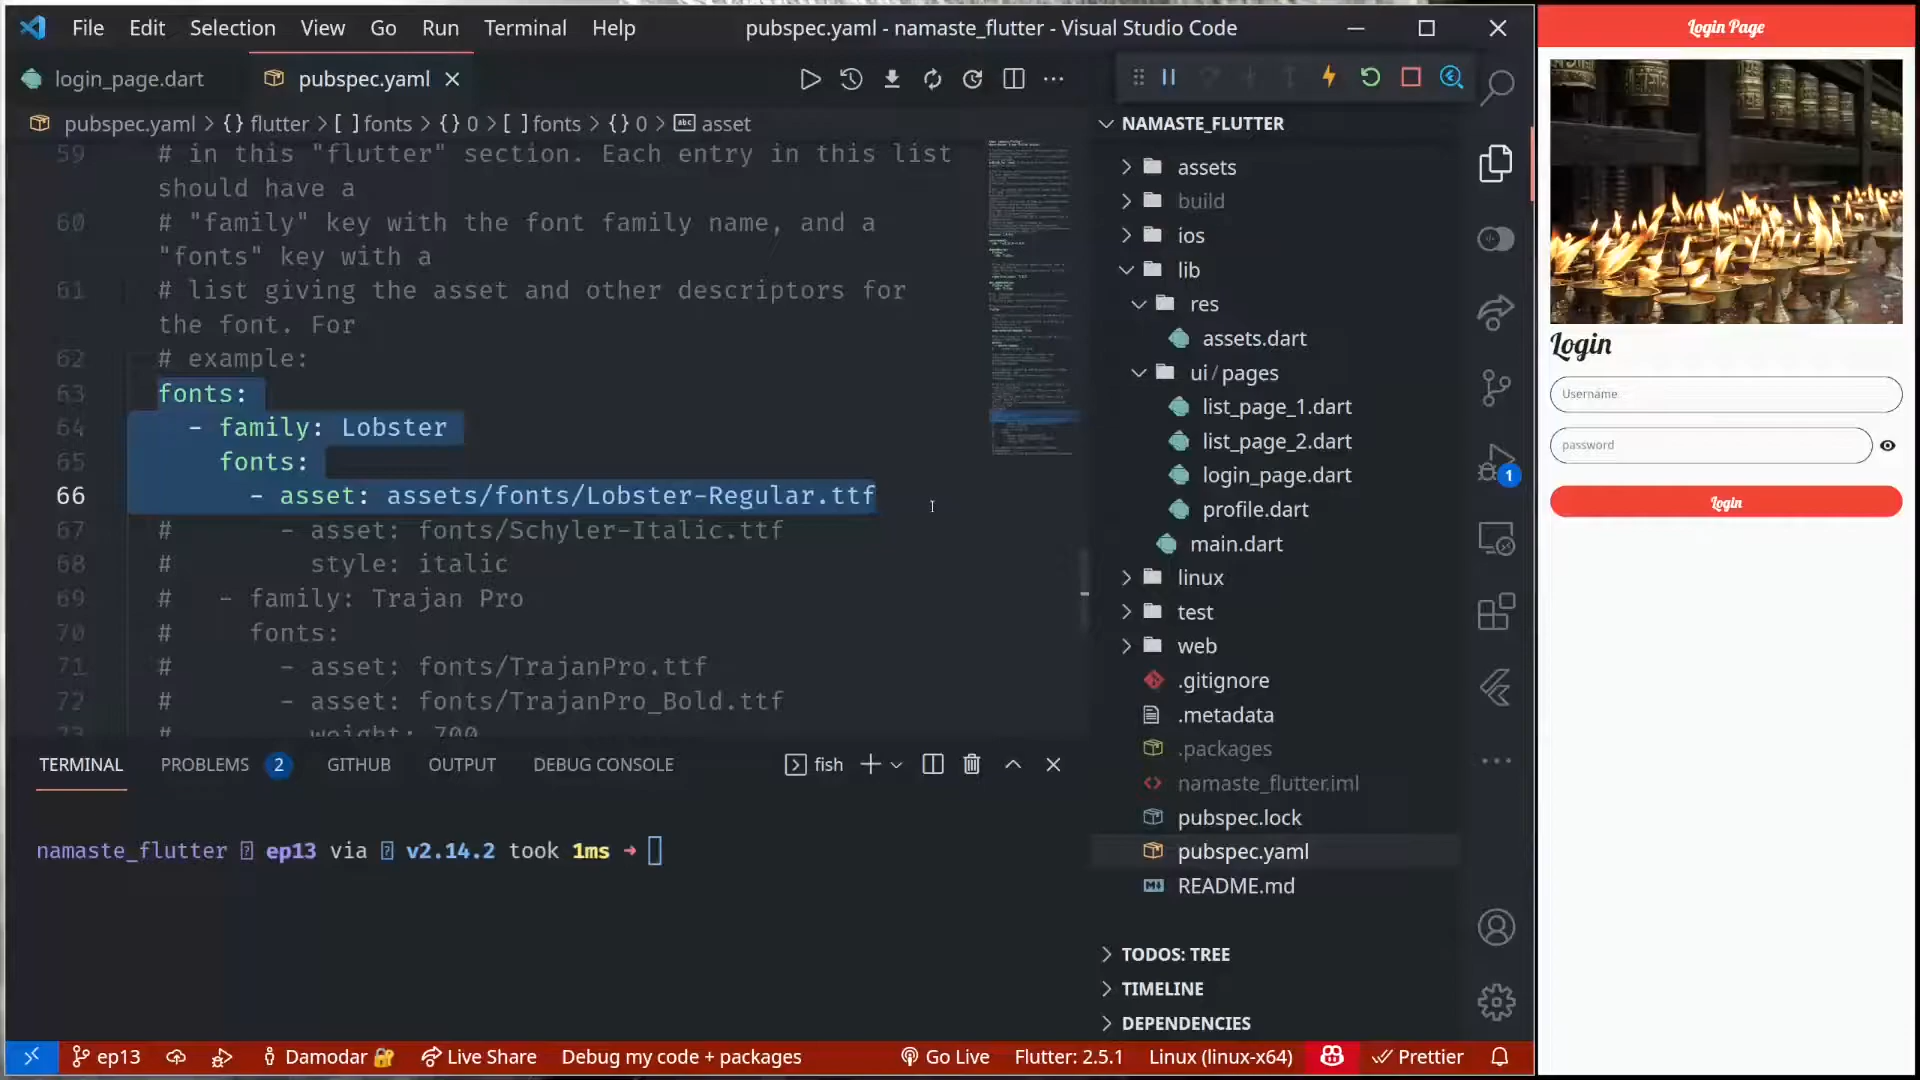 File Edit Selection View Go Run Terminal Help pubspec.yaml - namaste_flutter - Visual Studio Code
login_page.dart pubspec.yaml
pubspec.yaml > {} flutter > [ ] fonts > {} 0 > [ ] fonts > {} 0 > abc asset
59 # in this "flutter" section. Each entry in this list
should have a
60 # "family" key with the font family name, and a
"fonts" key with a
61 # list giving the asset and other descriptors for
the font. For
62 # example:
63 fonts:
64 - family: Lobster
65 fonts:
66 - asset: assets/fonts/Lobster-Regular.ttf
67 # - asset: fonts/Schyler-Italic.ttf
68 # style: italic
69 # - family: Trajan Pro
70 # fonts:
71 # - asset: fonts/TrajanPro.ttf
72 # - asset: fonts/TrajanPro_Bold.ttf
73 # weight: 700
TERMINAL PROBLEMS 2 GITHUB OUTPUT DEBUG CONSOLE fish
namaste_flutter ep13 via v2.14.2 took 1ms →
NAMASTE_FLUTTER
assets
build
ios
lib
res
assets.dart
ui / pages
list_page_1.dart
list_page_2.dart
login_page.dart
profile.dart
main.dart
linux
test
web
.gitignore
.metadata
.packages
namaste_flutter.iml
pubspec.lock
pubspec.yaml
README.md
TODOS: TREE
TIMELINE
DEPENDENCIES
1
ep13 Damodar Live Share Debug my code + packages Go Live Flutter: 2.5.1 Linux (linux-x64) Prettier
Login Page
Login
Username
password
Login